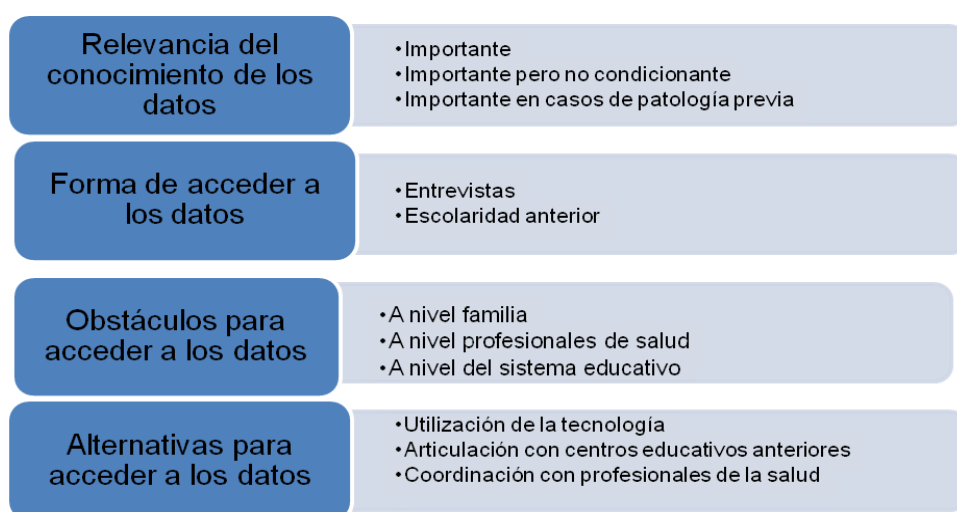 Relevancia del
conocimiento de los
datos
•Importante
•Importante pero no condicionante
•Importante en casos de patología previa
Forma de acceder a
los datos
•Entrevistas
•Escolaridad anterior
Obstáculos para
acceder a los datos
•A nivel familia
•A nivel profesionales de salud
•A nivel del sistema educativo
Alternativas para
acceder a los datos
•Utilización de la tecnología
•Articulación con centros educativos anteriores
•Coordinación con profesionales de la salud